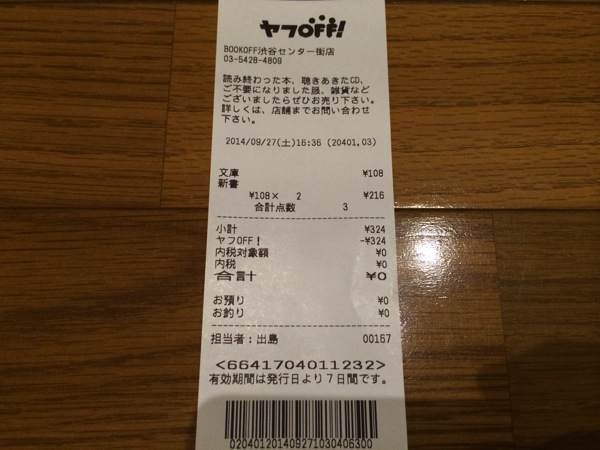 ヤフOFF!
BOOKOFF渋谷センター街店
03-5428-4809
読み終わった本、聴きあきたCD、
ご不要になりました服、雑貨など
ございましたらぜひお売り下さい。
詳しくは、店舗までお問い合わせ
下さい。
2014/09/27(土)16:36 (20401,03)
文庫 ¥108
新書
¥108× 2 ¥216
合計点数 3
小計 ¥324
ヤフOFF! -¥324
内税対象額 ¥0
内税 ¥0
合計 ¥0
お預り ¥0
お釣り ¥0
担当者:出島 00167
<6641704011232>
有効期間は発行日より7日間です。
020401201409271030406300